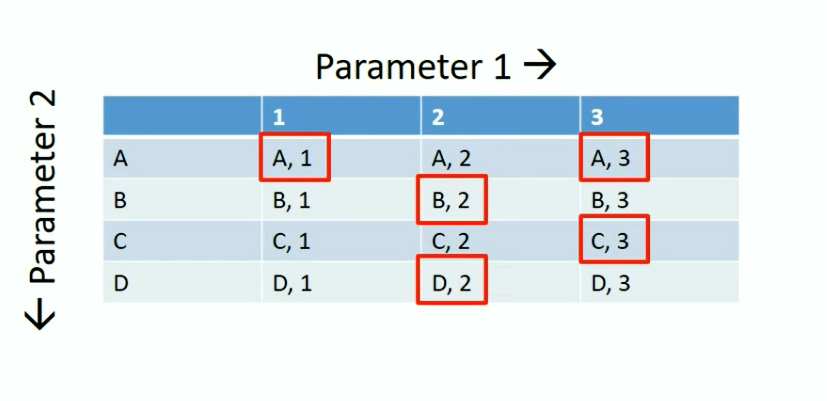 Parameter 1 →
← Parameter 2
1 2 3
A A, 1 A, 2 A, 3
B B, 1 B, 2 B, 3
C C, 1 C, 2 C, 3
D D, 1 D, 2 D, 3